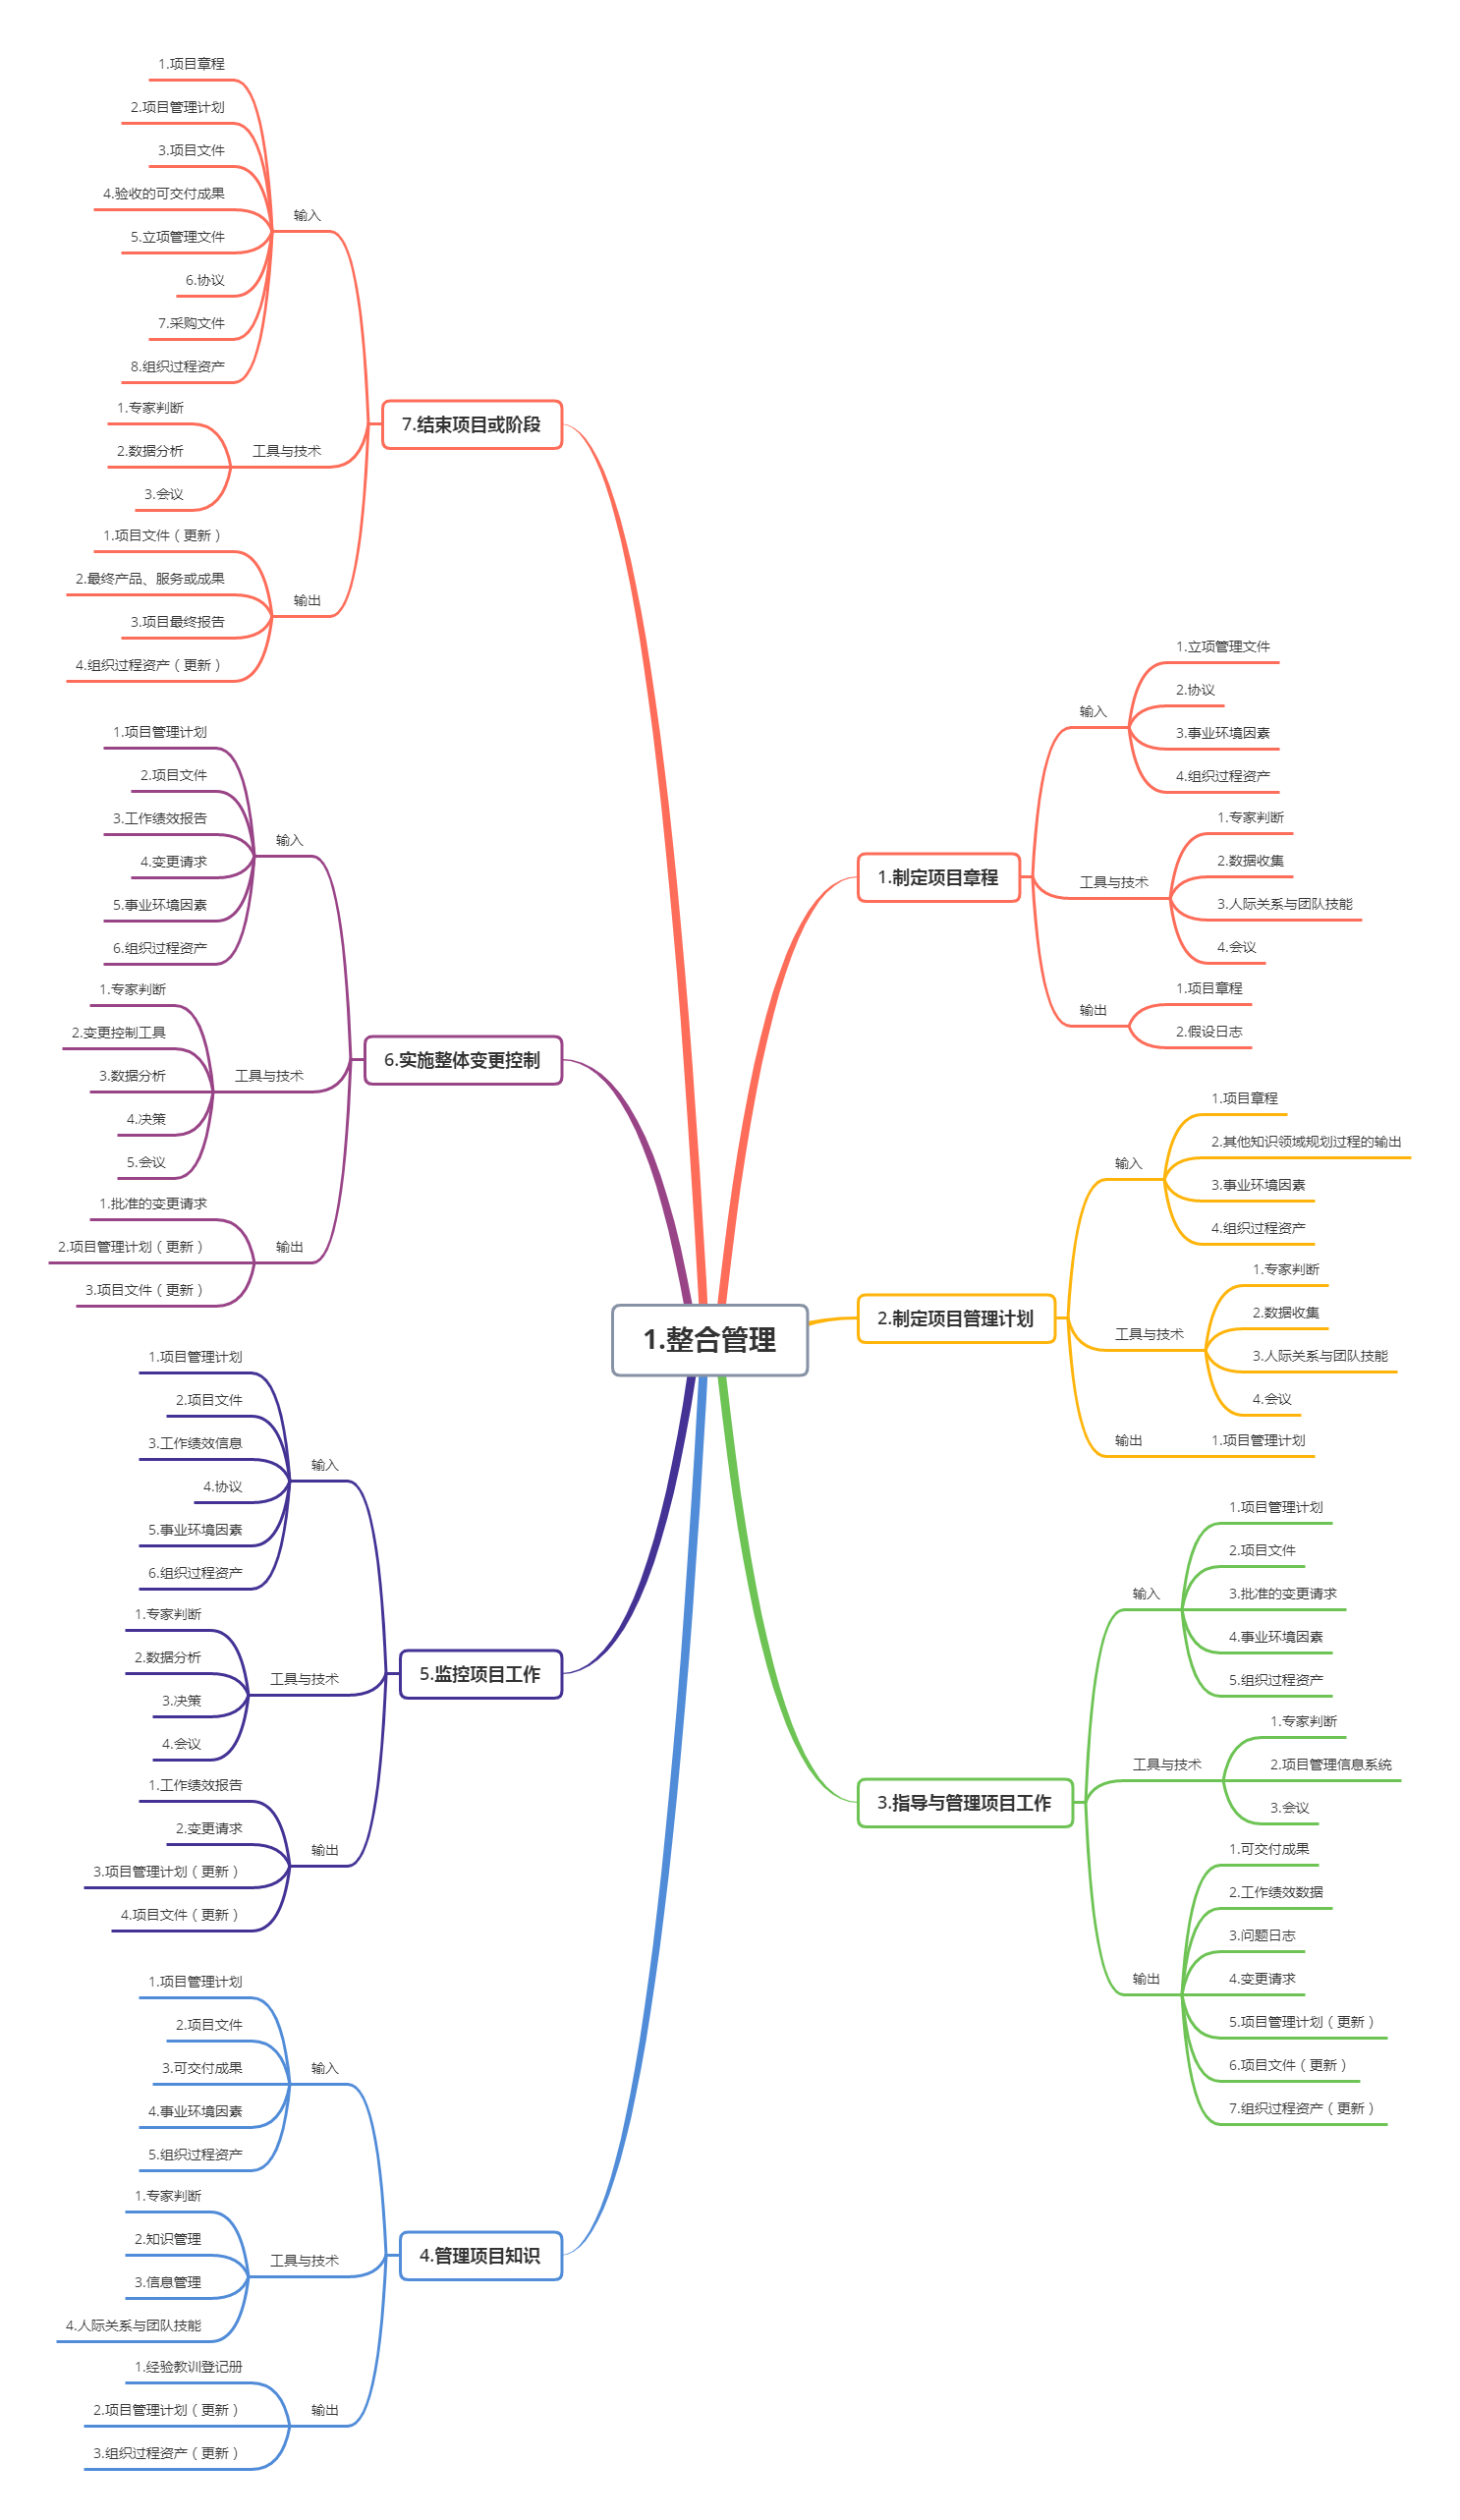 1.整合管理
1.制定项目章程
输入
1.立项管理文件
2.协议
3.事业环境因素
4.组织过程资产
工具与技术
1.专家判断
2.数据收集
3.人际关系与团队技能
4.会议
输出
1.项目章程
2.假设日志
2.制定项目管理计划
输入
1.项目章程
2.其他知识领域规划过程的输出
3.事业环境因素
4.组织过程资产
工具与技术
1.专家判断
2.数据收集
3.人际关系与团队技能
4.会议
输出
1.项目管理计划
3.指导与管理项目工作
输入
1.项目管理计划
2.项目文件
3.批准的变更请求
4.事业环境因素
5.组织过程资产
工具与技术
1.专家判断
2.项目管理信息系统
3.会议
输出
1.可交付成果
2.工作绩效数据
3.问题日志
4.变更请求
5.项目管理计划（更新）
6.项目文件（更新）
7.组织过程资产（更新）
4.管理项目知识
输入
1.项目管理计划
2.项目文件
3.可交付成果
4.事业环境因素
5.组织过程资产
工具与技术
1.专家判断
2.知识管理
3.信息管理
4.人际关系与团队技能
输出
1.经验教训登记册
2.项目管理计划（更新）
3.组织过程资产（更新）
5.监控项目工作
输入
1.项目管理计划
2.项目文件
3.工作绩效信息
4.协议
5.事业环境因素
6.组织过程资产
工具与技术
1.专家判断
2.数据分析
3.决策
4.会议
输出
1.工作绩效报告
2.变更请求
3.项目管理计划（更新）
4.项目文件（更新）
6.实施整体变更控制
输入
1.项目管理计划
2.项目文件
3.工作绩效报告
4.变更请求
5.事业环境因素
6.组织过程资产
工具与技术
1.专家判断
2.变更控制工具
3.数据分析
4.决策
5.会议
输出
1.批准的变更请求
2.项目管理计划（更新）
3.项目文件（更新）
7.结束项目或阶段
输入
1.项目章程
2.项目管理计划
3.项目文件
4.验收的可交付成果
5.立项管理文件
6.协议
7.采购文件
8.组织过程资产
工具与技术
1.专家判断
2.数据分析
3.会议
输出
1.项目文件（更新）
2.最终产品、服务或成果
3.项目最终报告
4.组织过程资产（更新）